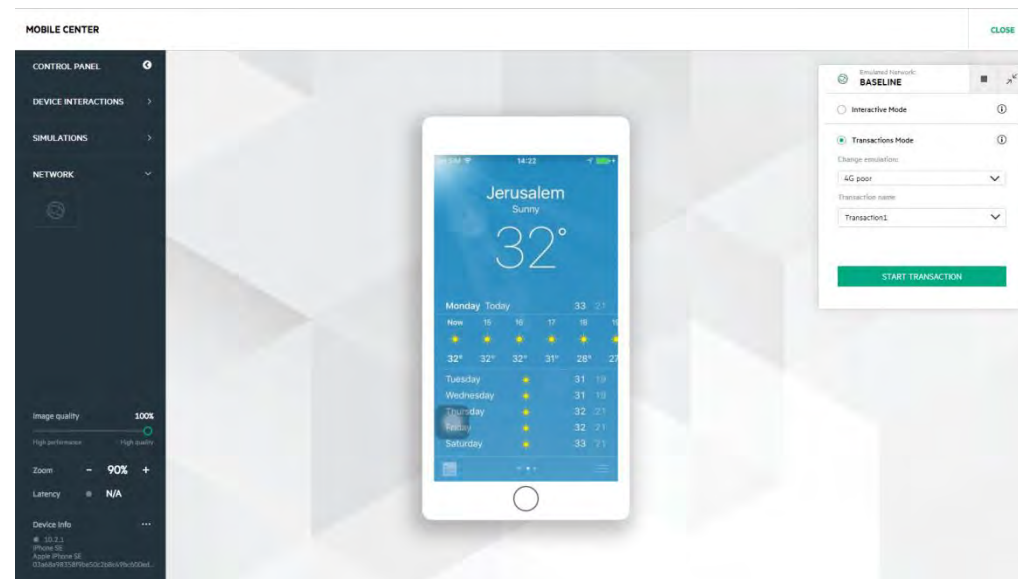 MOBILE CENTER
CLOSE
CONTROL PANEL
DEVICE INTERACTIONS
SIMULATIONS
NETWORK
Image quality 100%
High performance High quality
Zoom - 90% +
Latency N/A
Device Info ...
10.2.1
iPhone SE
Apple iPhone SE
14:22
Jerusalem
Sunny
32°
Monday Today 33 21
Now 15 16 17 18
32° 32° 32° 31° 28° 27
Tuesday 31 19
Wednesday 31 19
Thursday 32 21
Friday 32 21
Saturday 33 21
Emulated Network:
BASELINE
Interactive Mode
Transactions Mode
Change emulation:
4G poor
Transaction name:
Transaction1
START TRANSACTION